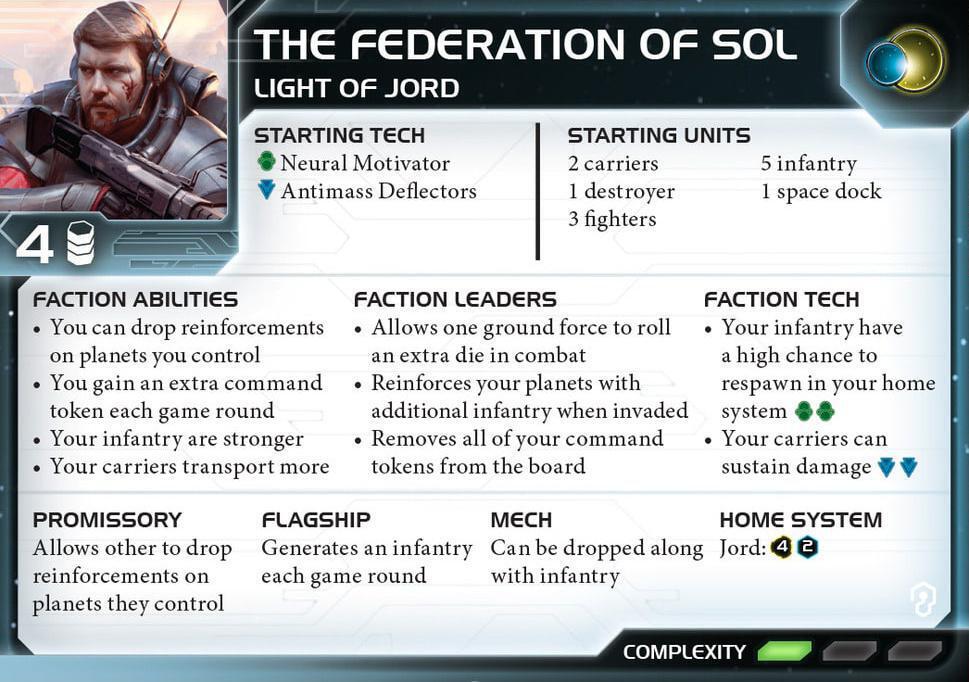 THE FEDERATION OF SOL
LIGHT OF JORD
4
STARTING TECH
Neural Motivator
Antimass Deflectors
STARTING UNITS
2 carriers
1 destroyer
3 fighters
5 infantry
1 space dock
FACTION ABILITIES
• You can drop reinforcements
on planets you control
• You gain an extra command
token each game round
• Your infantry are stronger
• Your carriers transport more
FACTION LEADERS
• Allows one ground force to roll
an extra die in combat
• Reinforces your planets with
additional infantry when invaded
• Removes all of your command
tokens from the board
FACTION TECH
• Your infantry have
a high chance to
respawn in your home
system
• Your carriers can
sustain damage
PROMISSORY
Allows other to drop
reinforcements on
planets they control
FLAGSHIP
Generates an infantry
each game round
MECH
Can be dropped along
with infantry
HOME SYSTEM
Jord: 4 2
COMPLEXITY